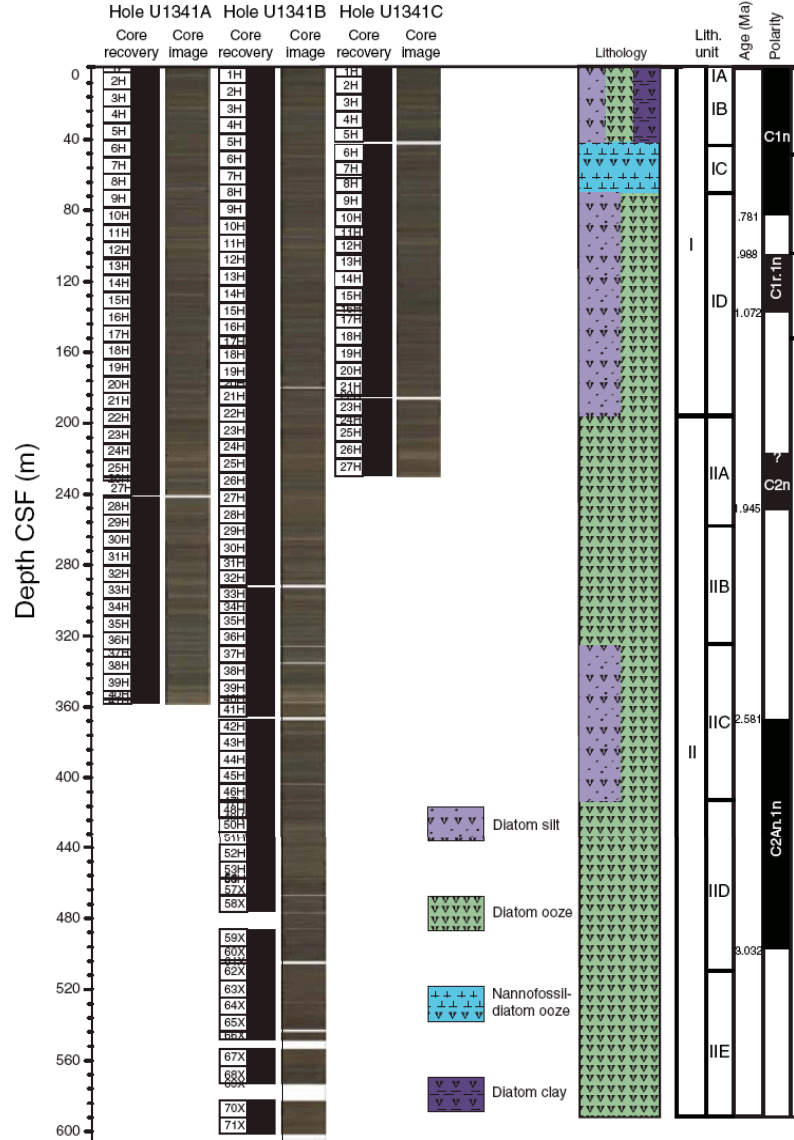 Hole U1341A
Hole U1341B
Hole U1341C
Core
recovery
Core
image
Core
recovery
Core
image
Core
recovery
Core
image
Lithology
Lith.
unit
Age (Ma)
Polarity
Depth CSF (m)
0
40
80
120
160
200
240
280
320
360
400
440
480
520
560
600
2H
3H
4H
5H
6H
7H
8H
9H
10H
11H
12H
13H
14H
15H
16H
17H
18H
19H
20H
21H
22H
23H
24H
25H
27H
28H
29H
30H
31H
32H
33H
34H
35H
36H
37H
38H
39H
40H
1H
2H
3H
4H
5H
6H
7H
8H
9H
10H
11H
12H
13H
14H
15H
16H
17H
18H
19H
21H
22H
23H
24H
25H
26H
27H
28H
29H
30H
31H
32H
33H
34H
35H
36H
37H
38H
39H
41H
42H
43H
44H
45H
46H
48H
50H
51H
52H
53H
57X
58X
59X
60X
62X
63X
64X
65X
66X
67X
68X
69X
70X
71X
1H
2H
3H
4H
5H
6H
7H
8H
9H
10H
11H
12H
13H
14H
15H
17H
18H
19H
20H
21H
23H
24H
25H
26H
27H
Diatom silt
Diatom ooze
Nannofossil-
diatom ooze
Diatom clay
I
II
IA
IB
IC
ID
IIA
IIB
IIC
IID
IIE
.781
.988
1.072
1.945
2.581
3.032
C1n
C1r.1n
?
C2n
C2An.1n